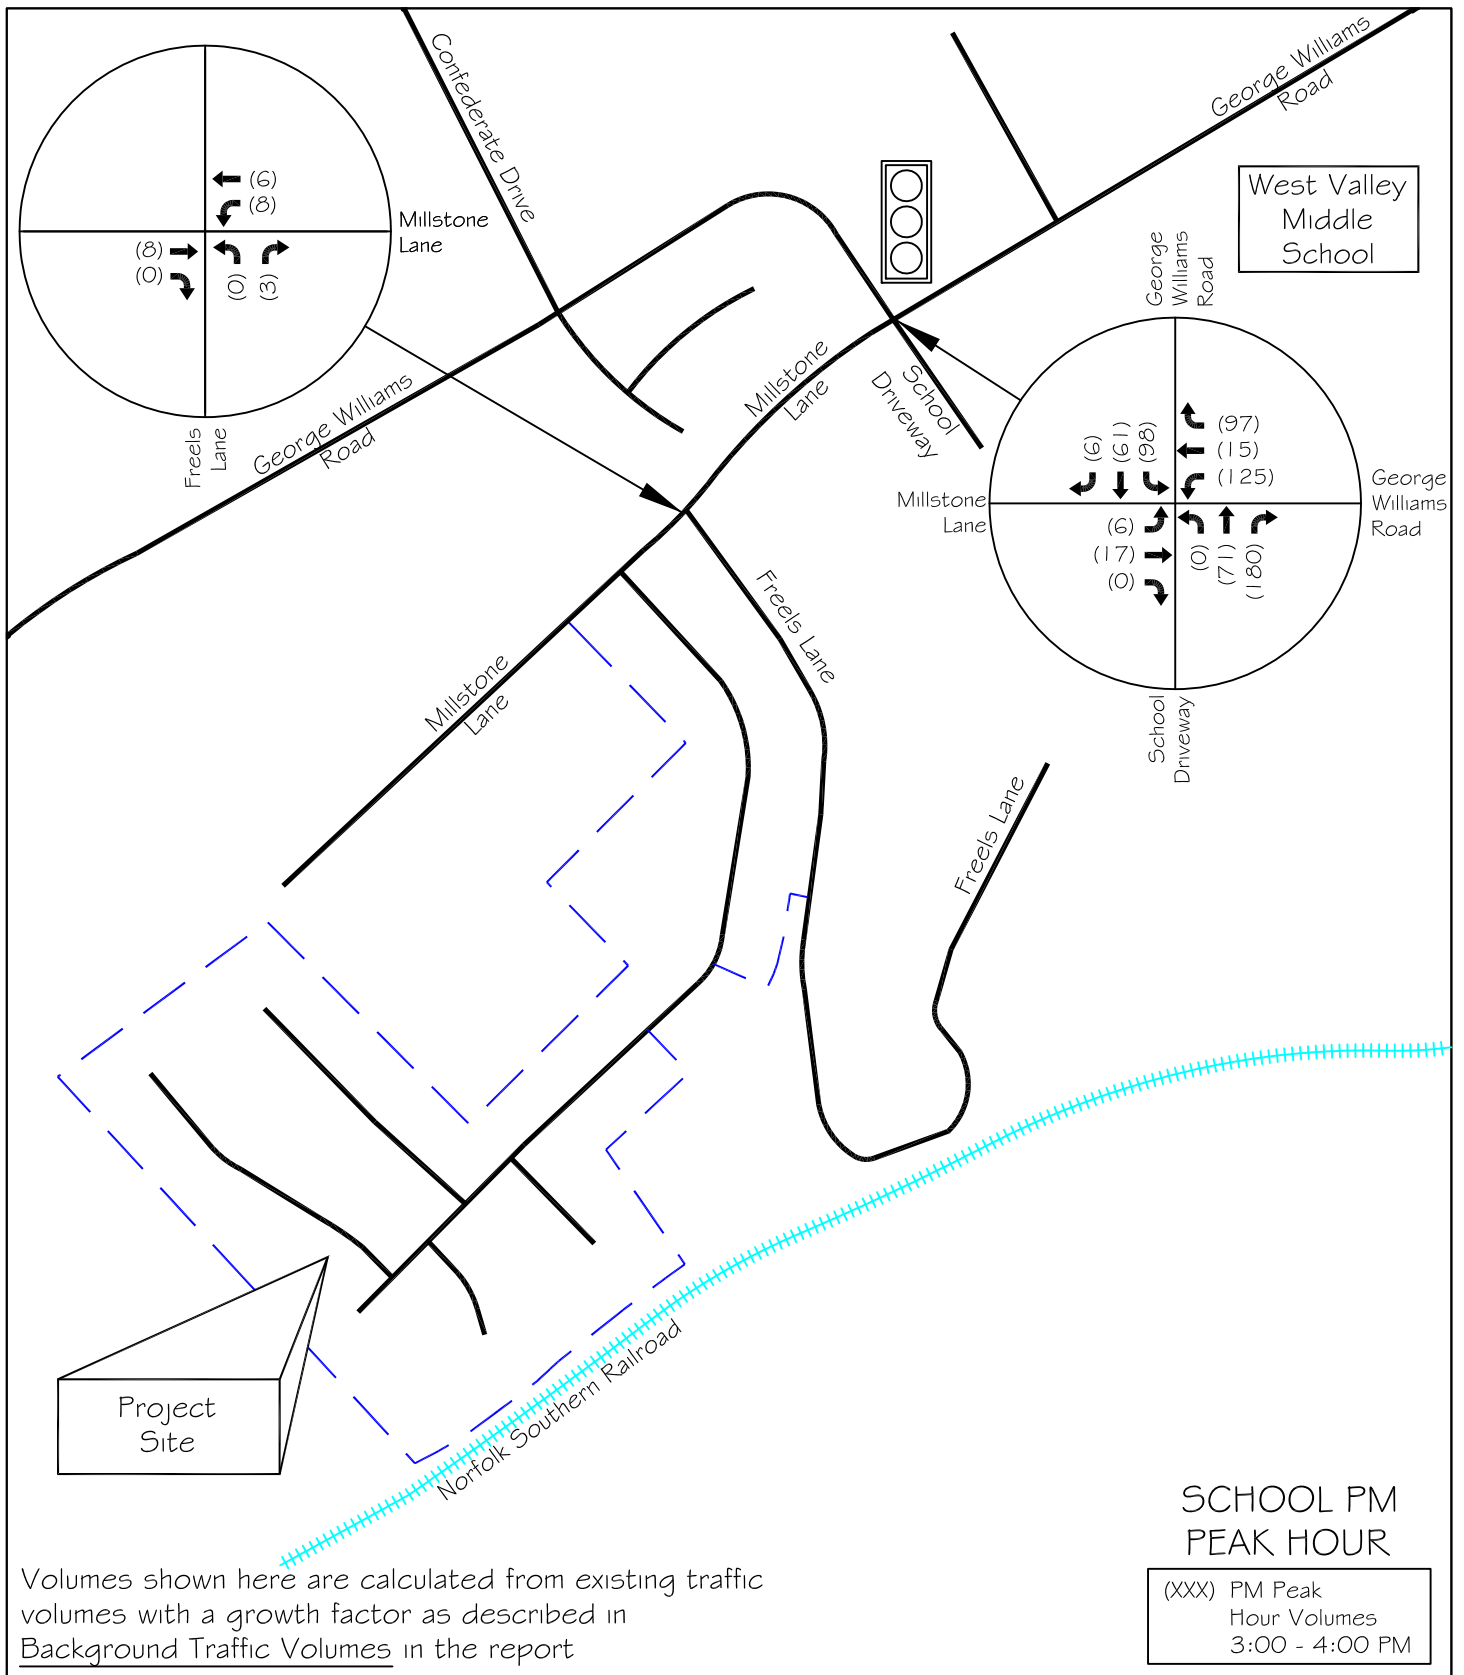 Confederate Drive
George Williams
Road
West Valley
Middle
School
(6)
(8)
Millstone
Lane
(8)
(0)
(0)
(3)
Freels
Lane
George Williams
Road
Millstone
Lane
School
Driveway
George
Williams
Road
(6)
(61)
(98)
(97)
(15)
(125)
Millstone
Lane
George
Williams
Road
(6)
(17)
(0)
(0)
(71)
(180)
School
Driveway
Freels Lane
Millstone
Lane
Freels Lane
Project
Site
Norfolk Southern Railroad
SCHOOL PM
PEAK HOUR
(XXX) PM Peak
Hour Volumes
3:00 - 4:00 PM
Volumes shown here are calculated from existing traffic
volumes with a growth factor as described in
Background Traffic Volumes in the report